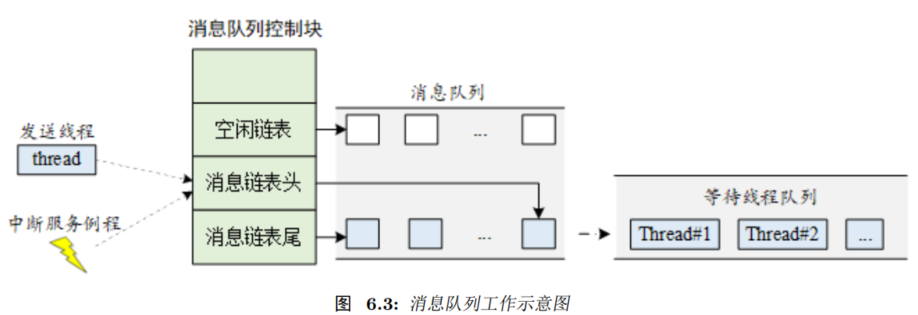 消息队列控制块
消息队列
发送线程
thread
空闲链表
...
消息链表头
中断服务例程
消息链表尾
...
等待线程队列
Thread#1 Thread#2 ...
图 6.3: 消息队列工作示意图